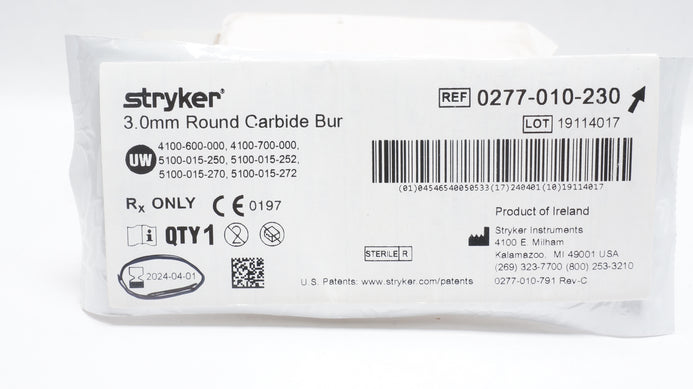 stryker®
3.0mm Round Carbide Bur
UW
4100-600-000, 4100-700-000,
5100-015-250, 5100-015-252,
5100-015-270, 5100-015-272
Rx ONLY CE 0197
i QTY 1 2
2024-04-01
REF 0277-010-230
LOT 19114017
(01)04546540050533(17)240401(10)19114017
Product of Ireland
Stryker Instruments
4100 E. Milham
Kalamazoo, MI 49001 USA
(269) 323-7700 (800) 253-3210
0277-010-791 Rev-C
STERILE R
U.S. Patents: www.stryker.com/patents